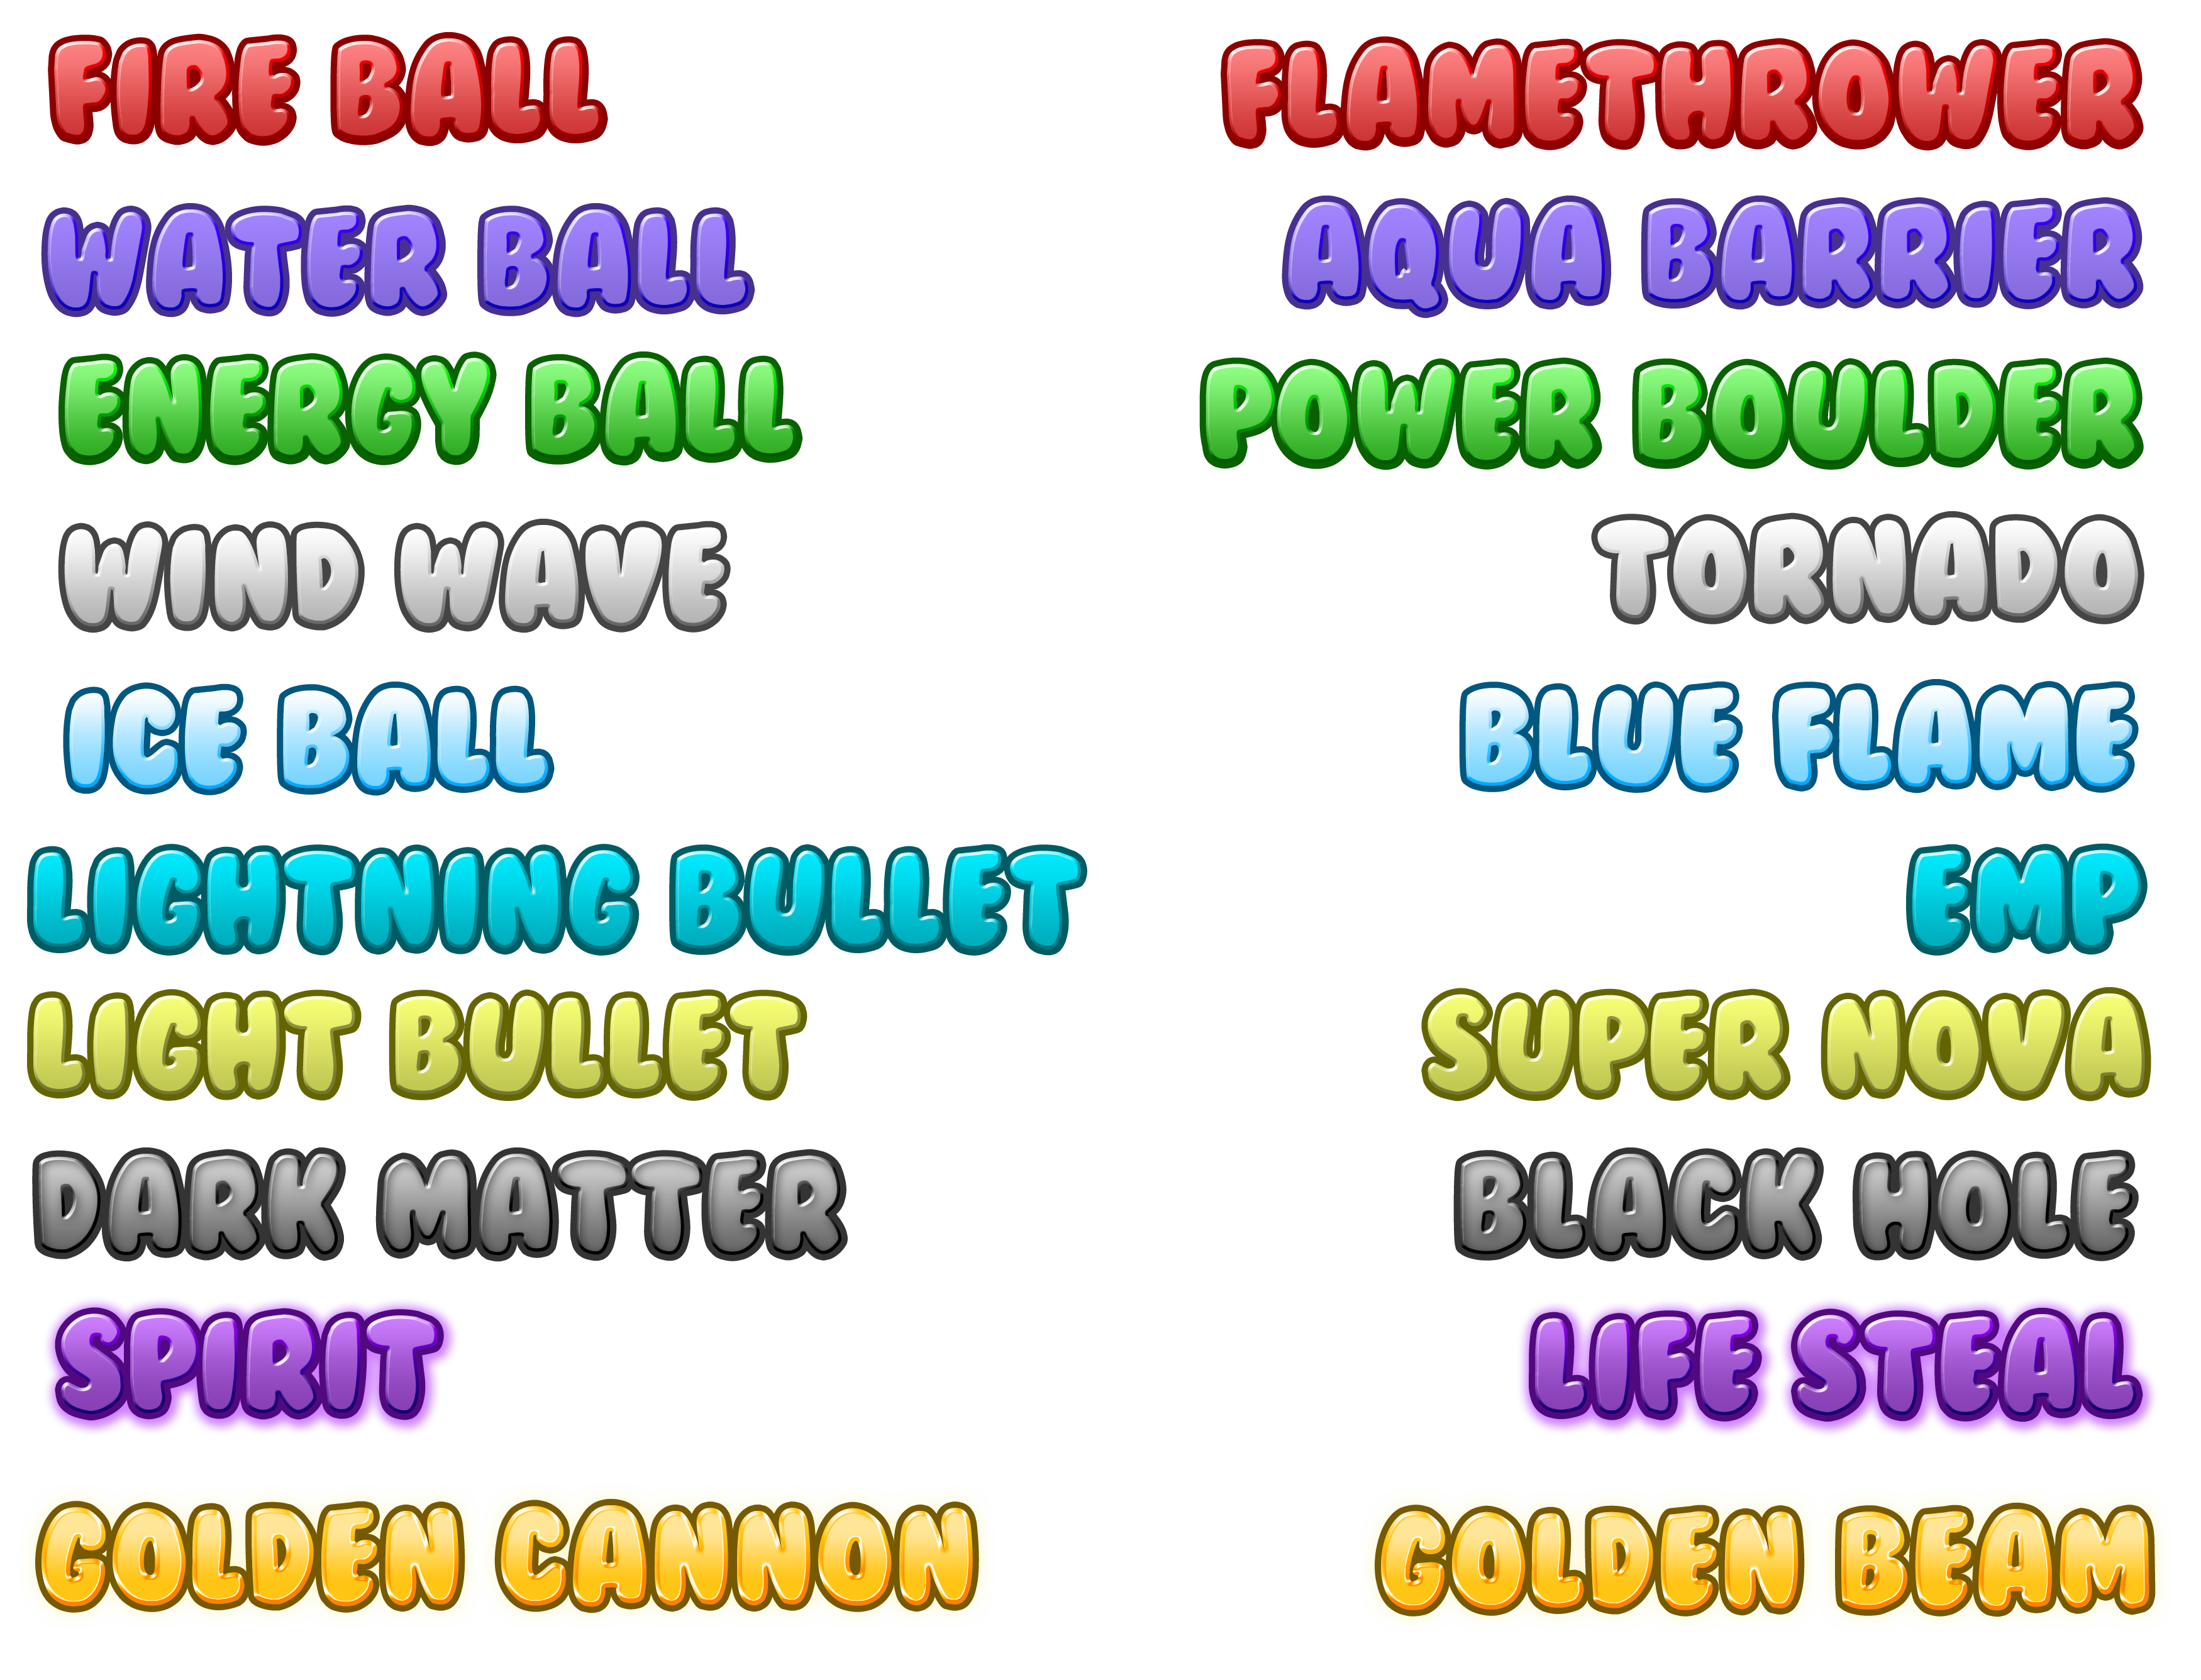 FIRE BALL
FLAMETHROWER
WATER BALL
AQUA BARRIER
ENERGY BALL
POWER BOULDER
WIND WAVE
TORNADO
ICE BALL
BLUE FLAME
LIGHTNING BULLET
EMP
LIGHT BULLET
SUPER NOVA
DARK MATTER
BLACK HOLE
SPIRIT
LIFE STEAL
GOLDEN CANNON
GOLDEN BEAM